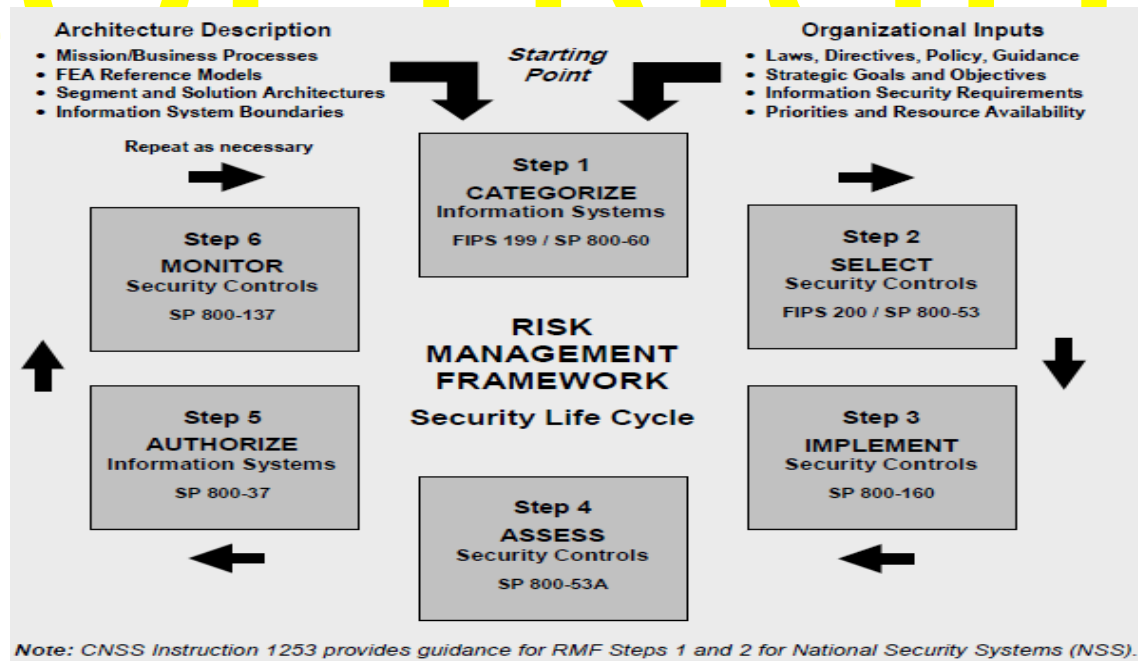 Architecture Description
• Mission/Business Processes
• FEA Reference Models
• Segment and Solution Architectures
• Information System Boundaries
Starting
Point
Organizational Inputs
• Laws, Directives, Policy, Guidance
• Strategic Goals and Objectives
• Information Security Requirements
• Priorities and Resource Availability
Repeat as necessary
Step 1
CATEGORIZE
Information Systems
FIPS 199 / SP 800-60
Step 2
SELECT
Security Controls
FIPS 200 / SP 800-53
Step 3
IMPLEMENT
Security Controls
SP 800-160
Step 4
ASSESS
Security Controls
SP 800-53A
Step 5
AUTHORIZE
Information Systems
SP 800-37
Step 6
MONITOR
Security Controls
SP 800-137
RISK
MANAGEMENT
FRAMEWORK
Security Life Cycle
Note: CNSS Instruction 1253 provides guidance for RMF Steps 1 and 2 for National Security Systems (NSS).